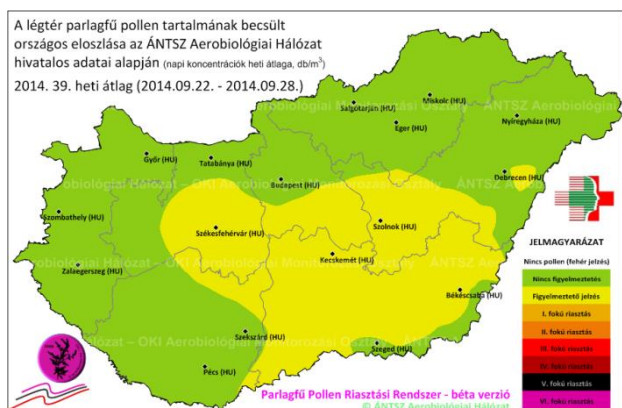 A légtér parlagfű pollen tartalmának becsült
országos eloszlása az ÁNTSZ Aerobiológiai Hálózat
hivatalos adatai alapján (napi koncentrációk heti átlaga, db/m³)
2014. 39. heti átlag (2014.09.22. - 2014.09.28.)
Salgótarján (HU)
Miskolc (HU)
Eger (HU)
Nyíregyháza (HU)
Győr (HU)
Tatabánya (HU)
Budapest (HU)
Debrecen (HU)
Szombathely (HU)
Székesfehérvár (HU)
Szolnok (HU)
Zalaegerszeg (HU)
Kecskemét (HU)
Békéscsaba (HU)
Szekszárd (HU)
Szeged (HU)
Pécs (HU)
JELMAGYARÁZAT
Nincs pollen (fehér jelzés)
Nincs figyelmeztetés
Figyelmeztető jelzés
I. fokú riasztás
II. fokú riasztás
III. fokú riasztás
IV. fokú riasztás
V. fokú riasztás
VI. fokú riasztás
Parlagfű Pollen Riasztási Rendszer - béta verzió
© ÁNTSZ Aerobiológiai Hálózat